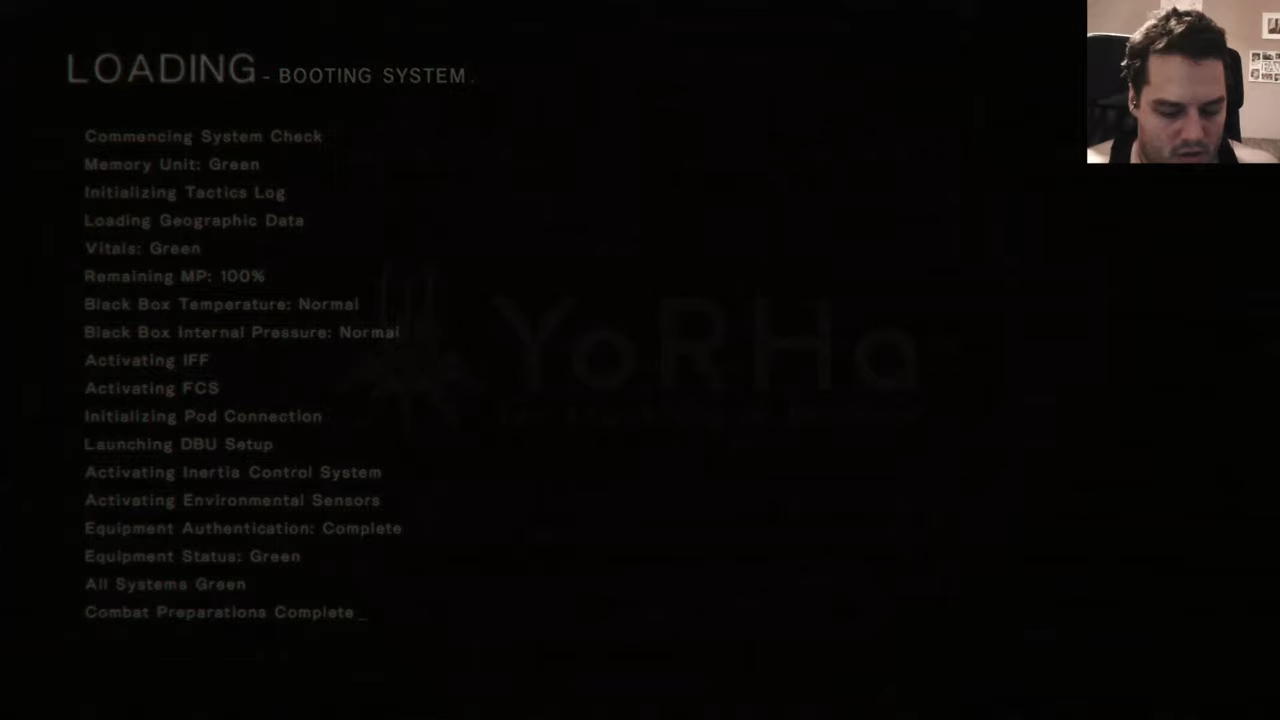 LOADING - BOOTING SYSTEM.
Commencing System Check
Memory Unit: Green
Initializing Tactics Log
Loading Geographic Data
Vitals: Green
Remaining MP: 100%
Black Box Temperature: Normal
Black Box Internal Pressure: Normal
Activating IFF
Activating FCS
Initializing Pod Connection
Launching DBU Setup
Activating Inertia Control System
Activating Environmental Sensors
Equipment Authentication: Complete
Equipment Status: Green
All Systems Green
Combat Preparations Complete _
YoRHa